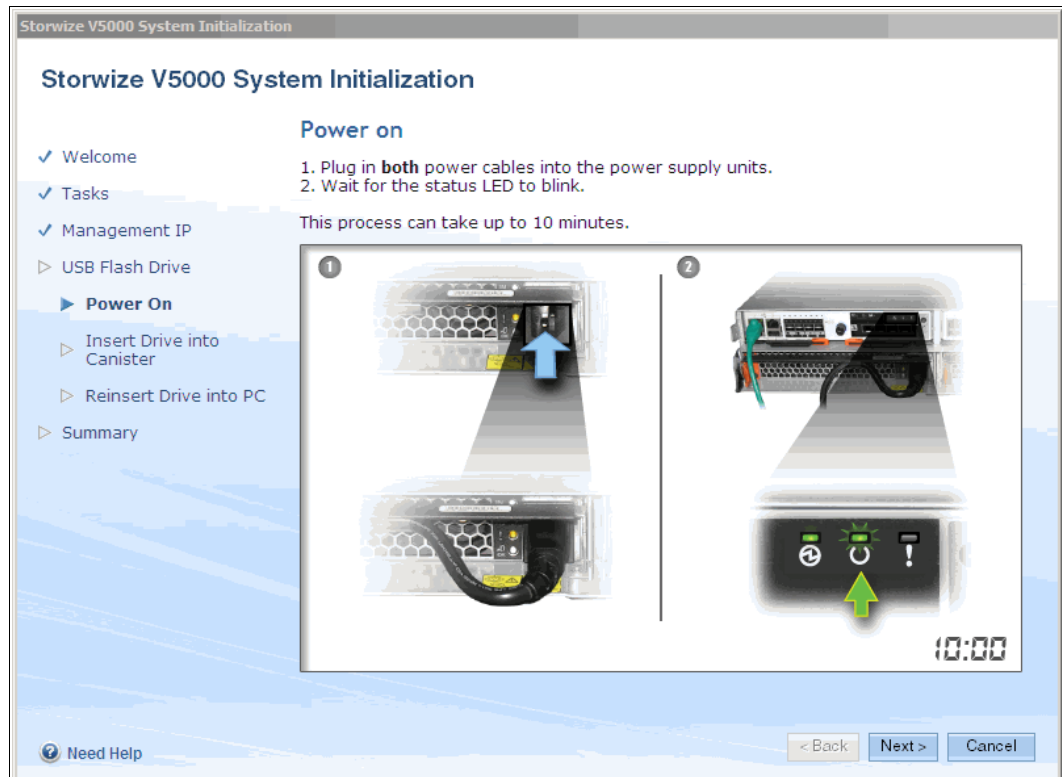 Storwize V5000 System Initialization
Storwize V5000 System Initialization
Welcome
Tasks
Management IP
USB Flash Drive
Power On
Insert Drive into
Canister
Reinsert Drive into PC
Summary
Power on
1. Plug in both power cables into the power supply units.
2. Wait for the status LED to blink.
This process can take up to 10 minutes.
1
2
10:00
Need Help
< Back
Next >
Cancel